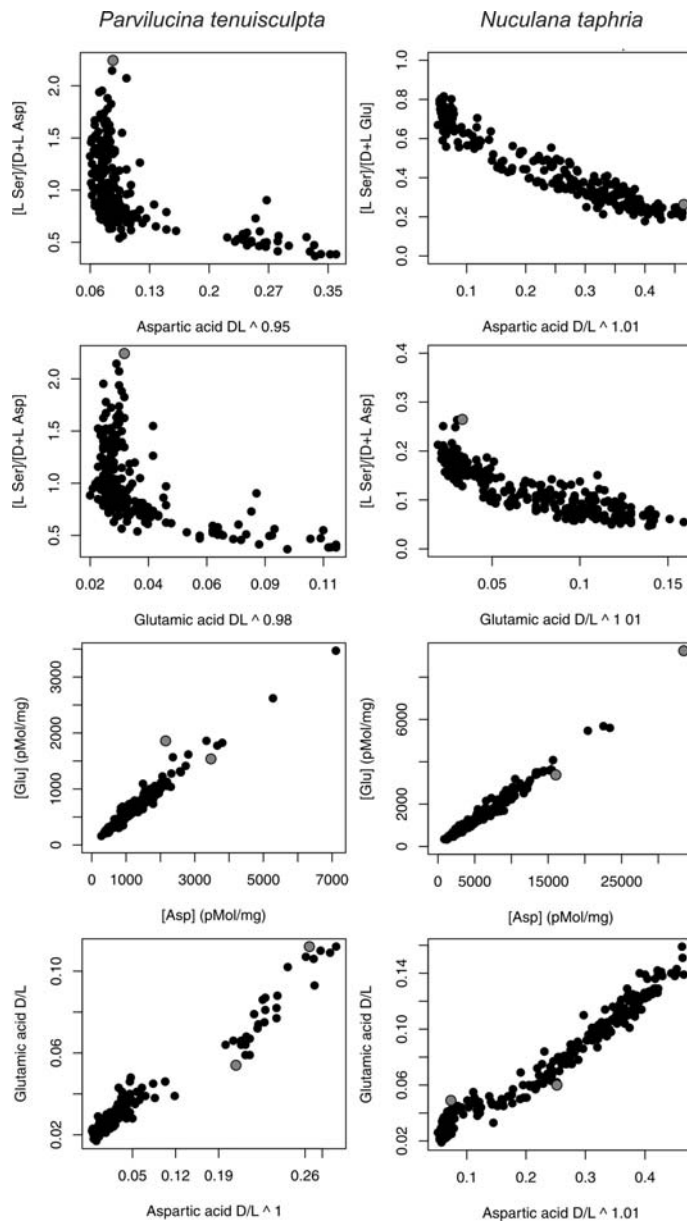 Parvilucina tenuisculpta
Nuculana taphria
[L Ser]/[D+L Asp]
0.5 1.0 1.5 2.0
0.06 0.13 0.2 0.27 0.35
Aspartic acid DL ^ 0.95
[L Ser]/[D+L Glu]
0.0 0.2 0.4 0.6 0.8 1.0
0.1 0.2 0.3 0.4
Aspartic acid D/L ^ 1.01
[L Ser]/[D+L Asp]
0.5 1.0 1.5 2.0
0.02 0.04 0.06 0.09 0.11
Glutamic acid DL ^ 0.98
[L Ser]/[D+L Asp]
0.0 0.1 0.2 0.3 0.4
0.05 0.10 0.15
Glutamic acid D/L ^ 1 01
[Glu] (pMol/mg)
0 1000 2000 3000
0 1000 3000 5000 7000
[Asp] (pMol/mg)
[Glu] (pMol/mg)
0 2000 6000
0 5000 15000 25000
[Asp] (pMol/mg)
Glutamic acid D/L
0.02 0.06 0.10
0.05 0.12 0.19 0.26
Aspartic acid D/L ^ 1
Glutamic acid D/L
0.02 0.06 0.10 0.14
0.1 0.2 0.3 0.4
Aspartic acid D/L ^ 1.01